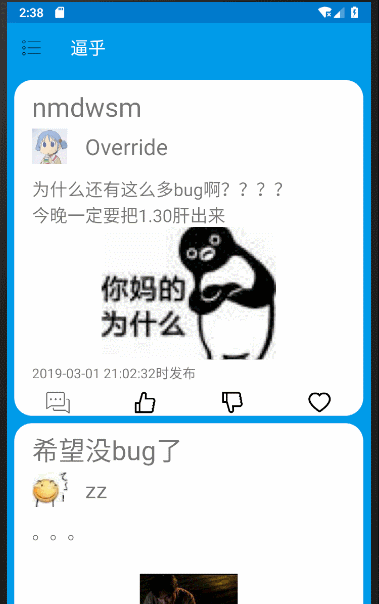 2:38
逼乎
nmdwsm
Override
为什么还有这么多bug啊？？？？
今晚一定要把1.30肝出来
你妈的
为什么
2019-03-01 21:02:32时发布
希望没bug了
zz
。。。